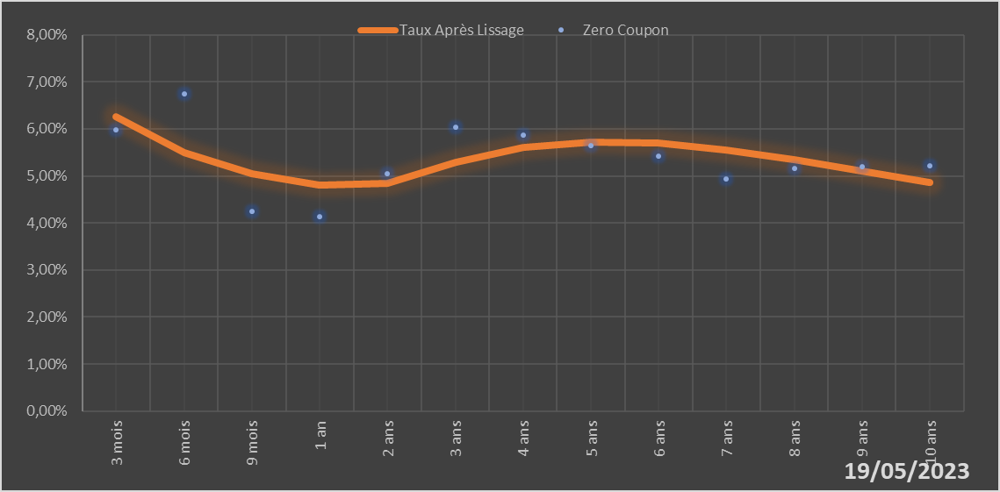 Taux Après Lissage Zero Coupon
8,00%
7,00%
6,00%
5,00%
4,00%
3,00%
2,00%
1,00%
0,00%
3 mois
6 mois
9 mois
1 an
2 ans
3 ans
4 ans
5 ans
6 ans
7 ans
8 ans
9 ans
10 ans
19/05/2023